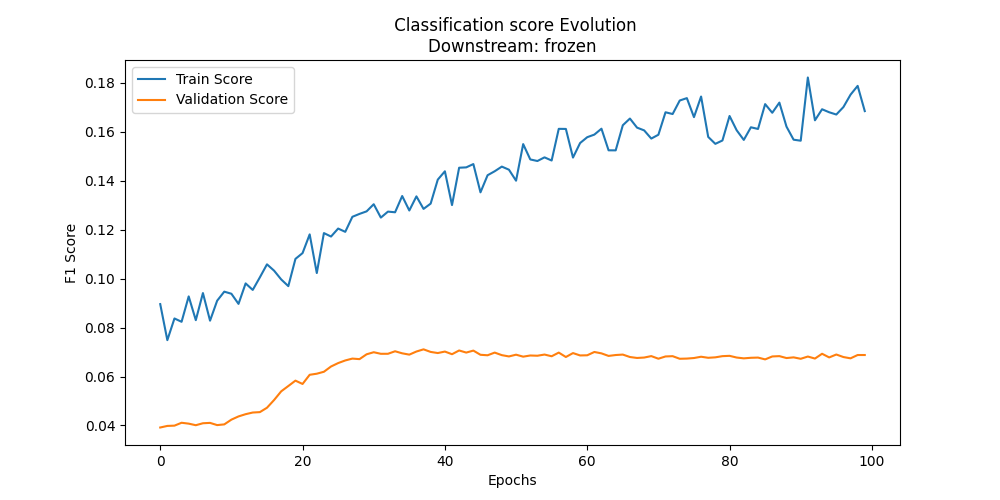 Classification score Evolution
Downstream: frozen
Train Score
Validation Score
F1 Score
0.18
0.16
0.14
0.12
0.10
0.08
0.06
0.04
0 20 40 60 80 100
Epochs